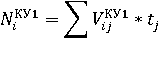 N_i^{КУ1} = ∑ V_{ij}^{КУ1} * t_j